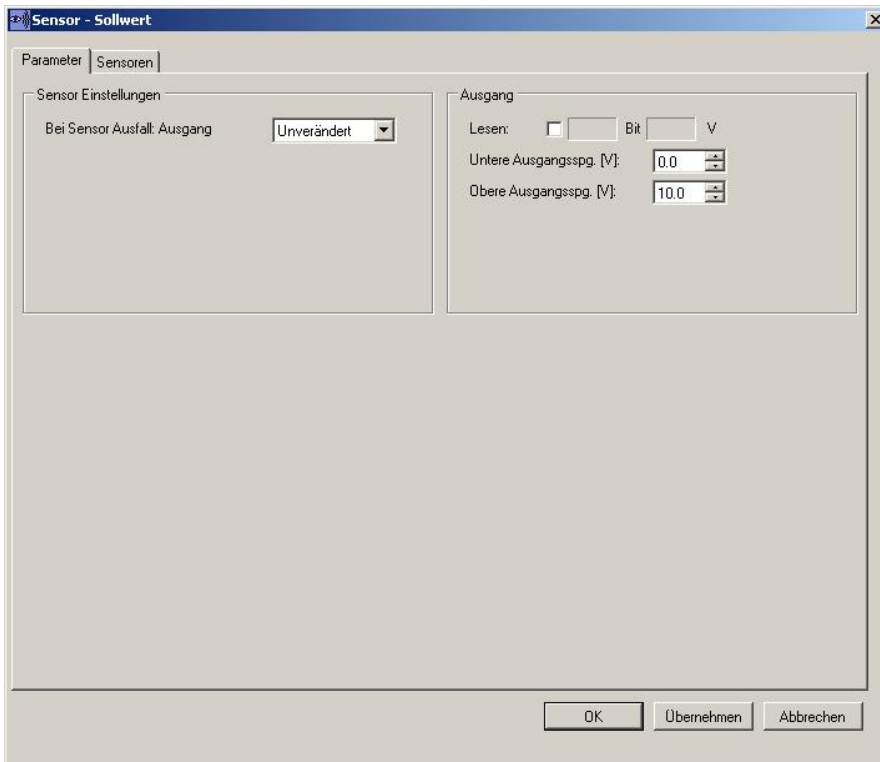 Sensor - Sollwert
Parameter
Sensoren
Sensor Einstellungen
Bei Sensor Ausfall: Ausgang
Unverändert
Ausgang
Lesen:
Bit
V
Untere Ausgangsspg. [V]:
0.0
Obere Ausgangsspg. [V]:
10.0
OK
Übernehmen
Abbrechen